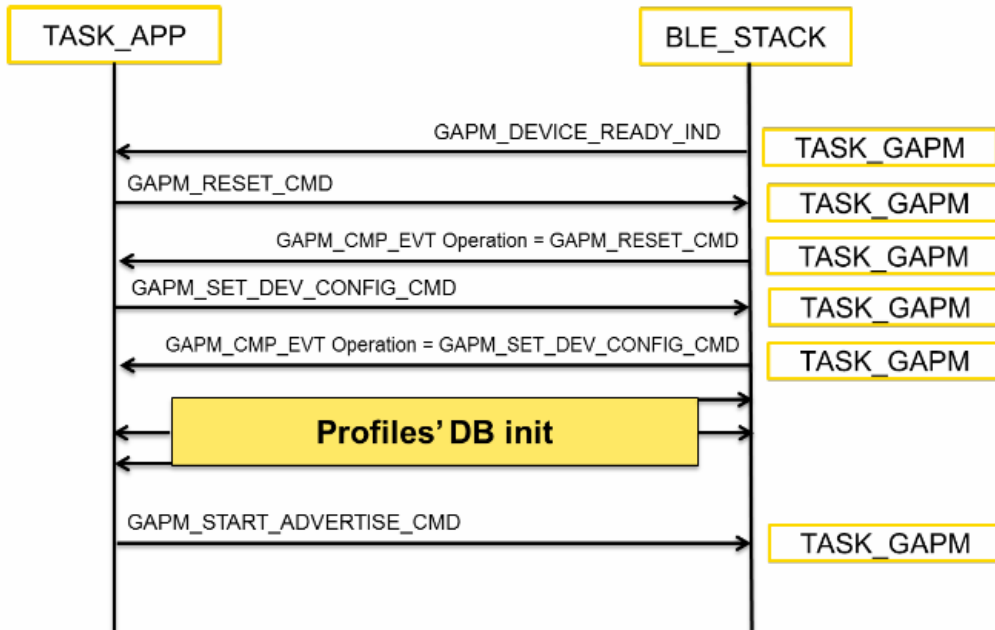 TASK_APP
BLE_STACK
GAPM_DEVICE_READY_IND
TASK_GAPM
GAPM_RESET_CMD
TASK_GAPM
GAPM_CMP_EVT Operation = GAPM_RESET_CMD
TASK_GAPM
GAPM_SET_DEV_CONFIG_CMD
TASK_GAPM
GAPM_CMP_EVT Operation = GAPM_SET_DEV_CONFIG_CMD
TASK_GAPM
Profiles’ DB init
GAPM_START_ADVERTISE_CMD
TASK_GAPM